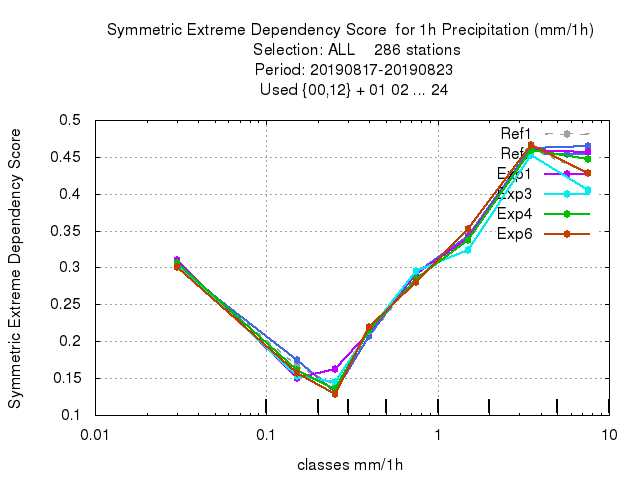 Symmetric Extreme Dependency Score for 1h Precipitation (mm/1h)
Selection: ALL 286 stations
Period: 20190817-20190823
Used {00,12} + 01 02 ... 24
Symmetric Extreme Dependency Score
0.5
0.45
0.4
0.35
0.3
0.25
0.2
0.15
0.1
Ref1
Ref
Exp1
Exp3
Exp4
Exp6
0.01
0.1
1
10
classes mm/1h